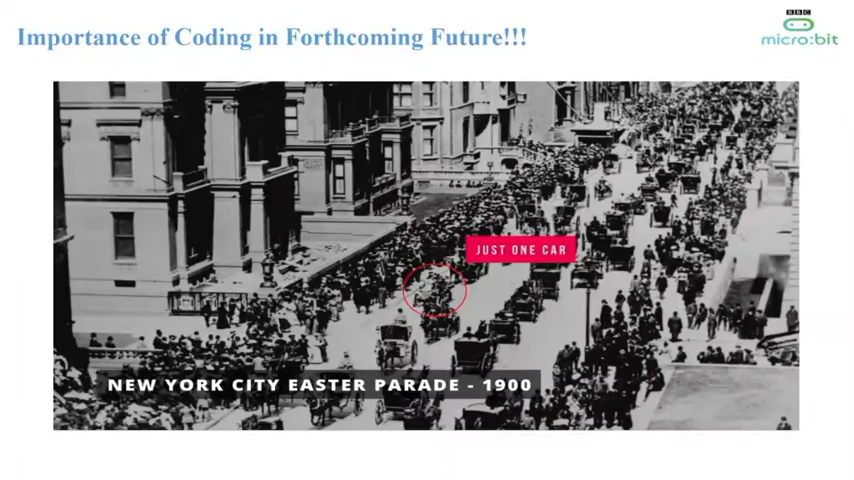 Importance of Coding in Forthcoming Future!!!
BBC
micro:bit
JUST ONE CAR
NEW YORK CITY EASTER PARADE - 1900